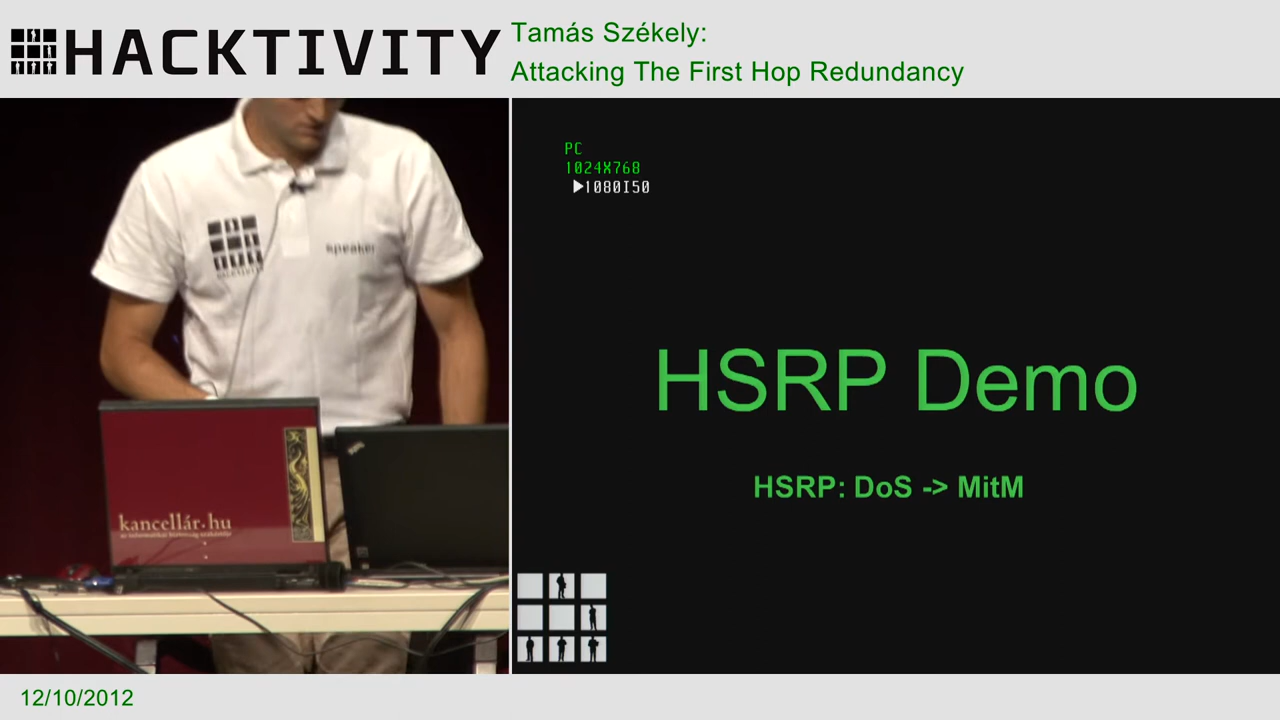 HACKTIVITY
Tamás Székely:
Attacking The First Hop Redundancy
PC
1024X768
▶1080I50
HSRP Demo
HSRP: DoS -> MitM
speaker
HACKTIVITY
kancellár.hu
12/10/2012